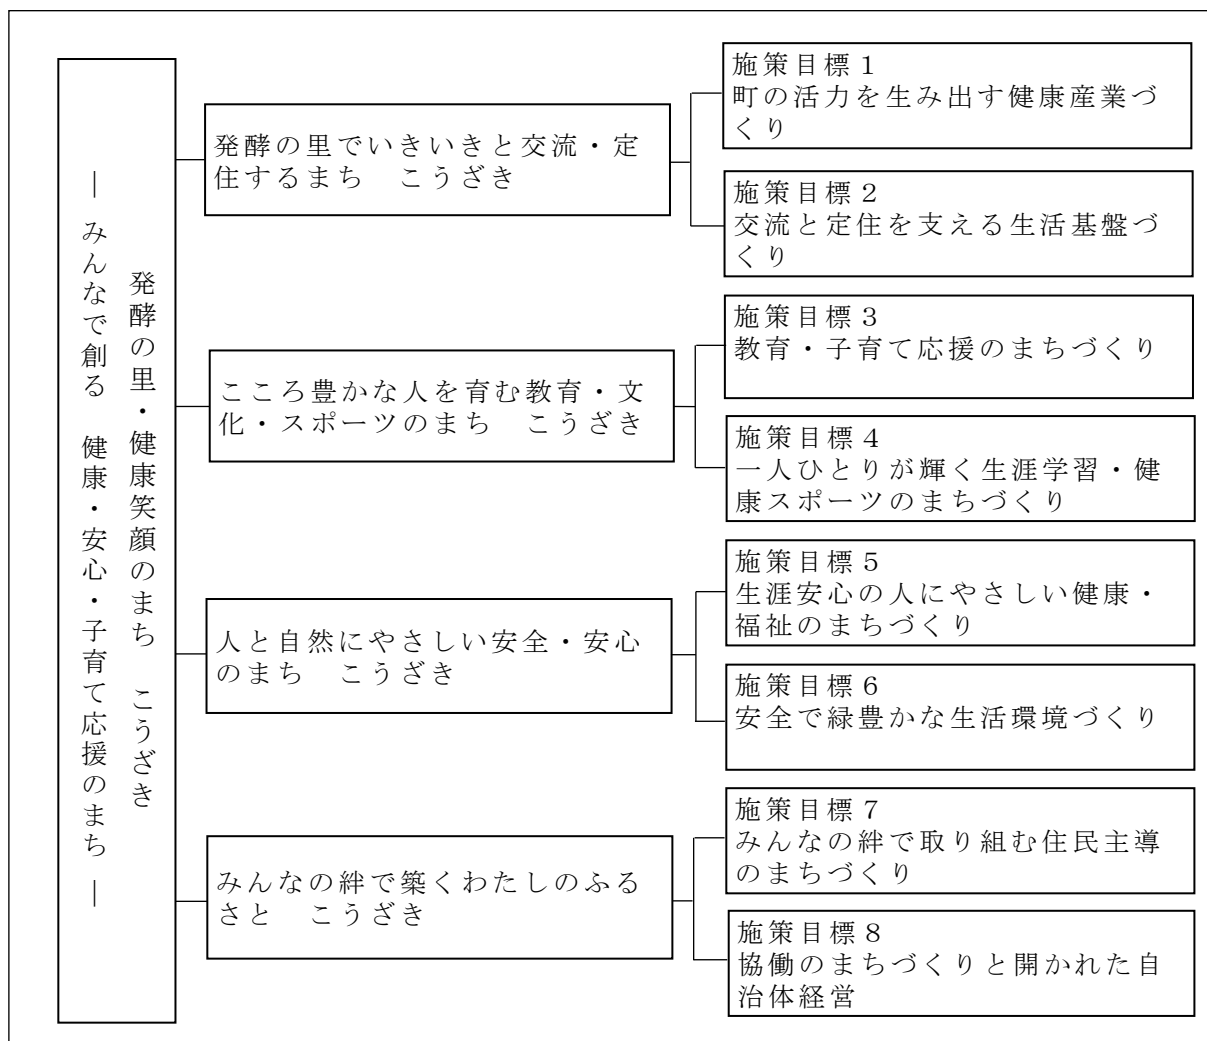 発酵の里・健康笑顔のまち　こうざき
― みんなで創る　健康・安心・子育て応援のまち ―
発酵の里でいきいきと交流・定
住するまち　こうざき
施策目標１
町の活力を生み出す健康産業づ
くり
施策目標２
交流と定住を支える生活基盤づ
くり
こころ豊かな人を育む教育・文
化・スポーツのまち　こうざき
施策目標３
教育・子育て応援のまちづくり
施策目標４
一人ひとりが輝く生涯学習・健
康スポーツのまちづくり
人と自然にやさしい安全・安心
のまち　こうざき
施策目標５
生涯安心の人にやさしい健康・
福祉のまちづくり
施策目標６
安全で緑豊かな生活環境づくり
みんなの絆で築くわたしのふる
さと　こうざき
施策目標７
みんなの絆で取り組む住民主導
のまちづくり
施策目標８
協働のまちづくりと開かれた自
治体経営